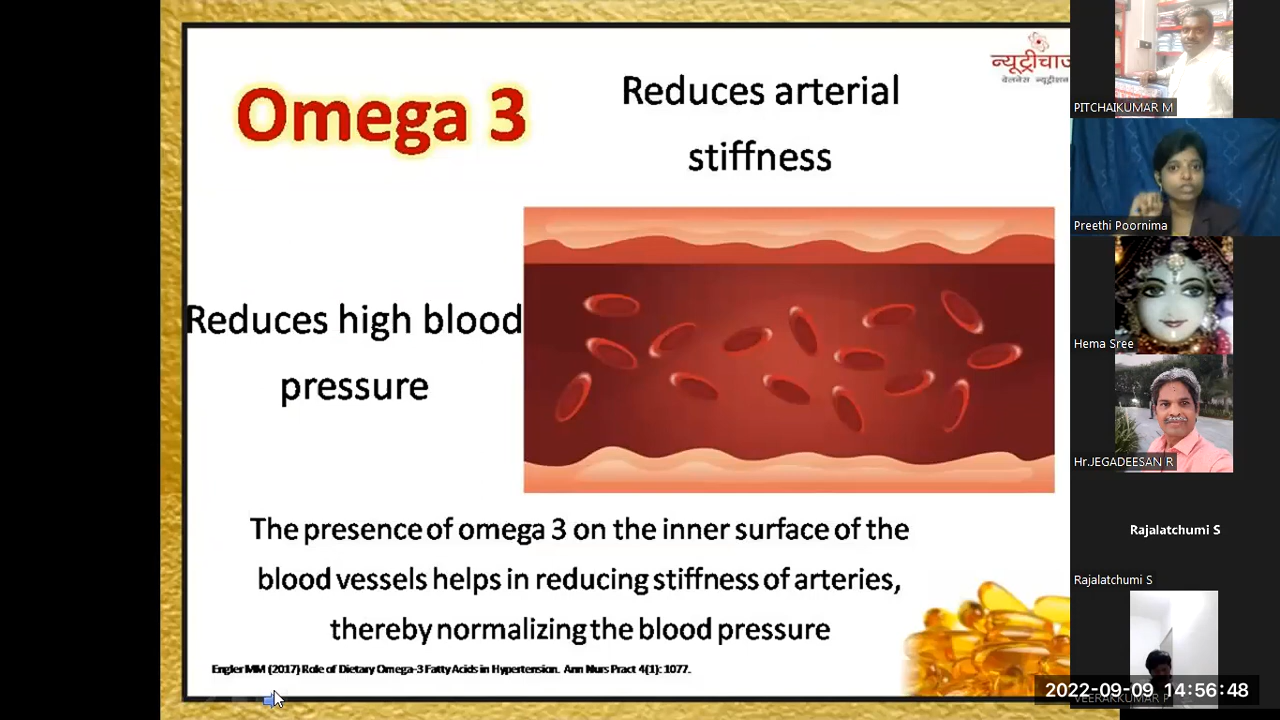 Omega 3
Reduces arterial
stiffness
न्यूट्रीचार्ज
वेलनेस न्यूट्रीशन
Reduces high blood
pressure
The presence of omega 3 on the inner surface of the
blood vessels helps in reducing stiffness of arteries,
thereby normalizing the blood pressure
Engler MM (2017) Role of Dietary Omega-3 Fatty Acids in Hypertension. Ann Nurs Pract 4(1): 1077.
PITCHAIKUMAR M
Preethi Poornima
Hema Sree
Hr.JEGADEESAN R
Rajalatchumi S
Rajalatchumi S
2022-09-09 14:56:48
VEERAKKUMAR P